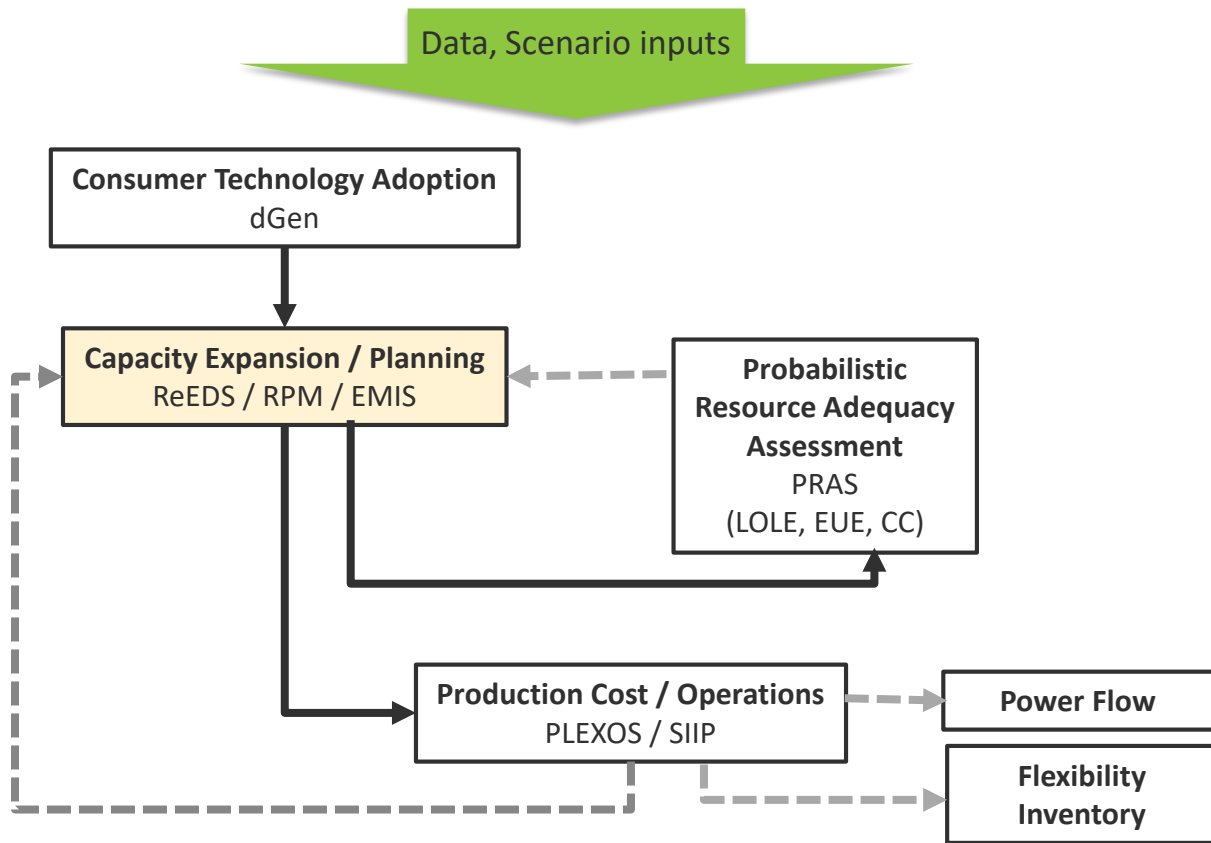 Data, Scenario inputs
Consumer Technology Adoption
dGen
Capacity Expansion / Planning
ReEDS / RPM / EMIS
Probabilistic
Resource Adequacy
Assessment
PRAS
(LOLE, EUE, CC)
Production Cost / Operations
PLEXOS / SIIP
Power Flow
Flexibility
Inventory